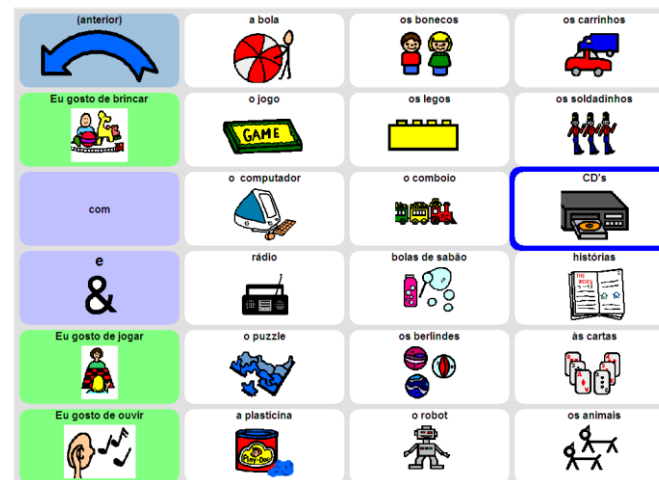 (anterior)
a bola
os bonecos
os carrinhos
Eu gosto de brincar
o jogo
os legos
os soldadinhos
GAME
com
o computador
o comboio
CD's
e
&
rádio
bolas de sabão
histórias
THE
Eu gosto de jogar
o puzzle
os berlindes
às cartas
Eu gosto de ouvir
a plasticina
o robot
os animais